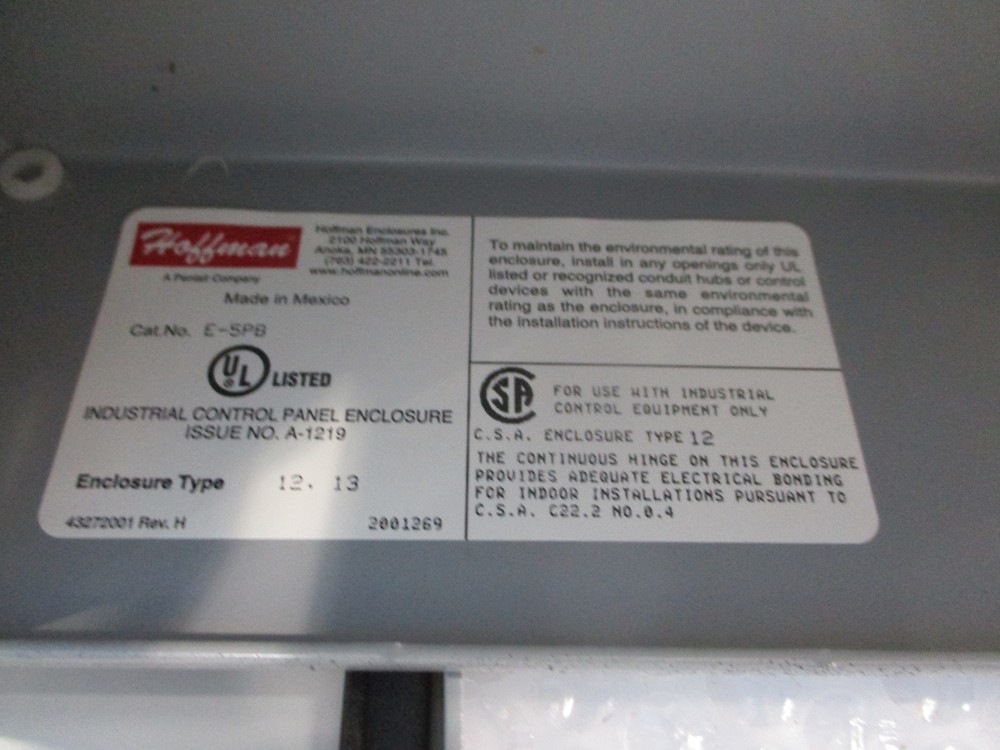 Hoffman
A Pentair Company
Hoffman Enclosures Inc.
2100 Hoffman Way
Anoka, MN 55303-1745
(763) 422-2211 Tel.
www.hoffmanonline.com
Made in Mexico
Cat.No. E-5PB
UL ® LISTED
INDUSTRIAL CONTROL PANEL ENCLOSURE
ISSUE NO. A-1219
Enclosure Type 12, 13
43272001 Rev. H 2001269
To maintain the environmental rating of this
enclosure, install in any openings only UL
listed or recognized conduit hubs or control
devices with the same environmental
rating as the enclosure, in compliance with
the installation instructions of the device.
SA
FOR USE WITH INDUSTRIAL
CONTROL EQUIPMENT ONLY
C.S.A. ENCLOSURE TYPE 12
THE CONTINUOUS HINGE ON THIS ENCLOSURE
PROVIDES ADEQUATE ELECTRICAL BONDING
FOR INDOOR INSTALLATIONS PURSUANT TO
C.S.A. C22.2 NO.0.4